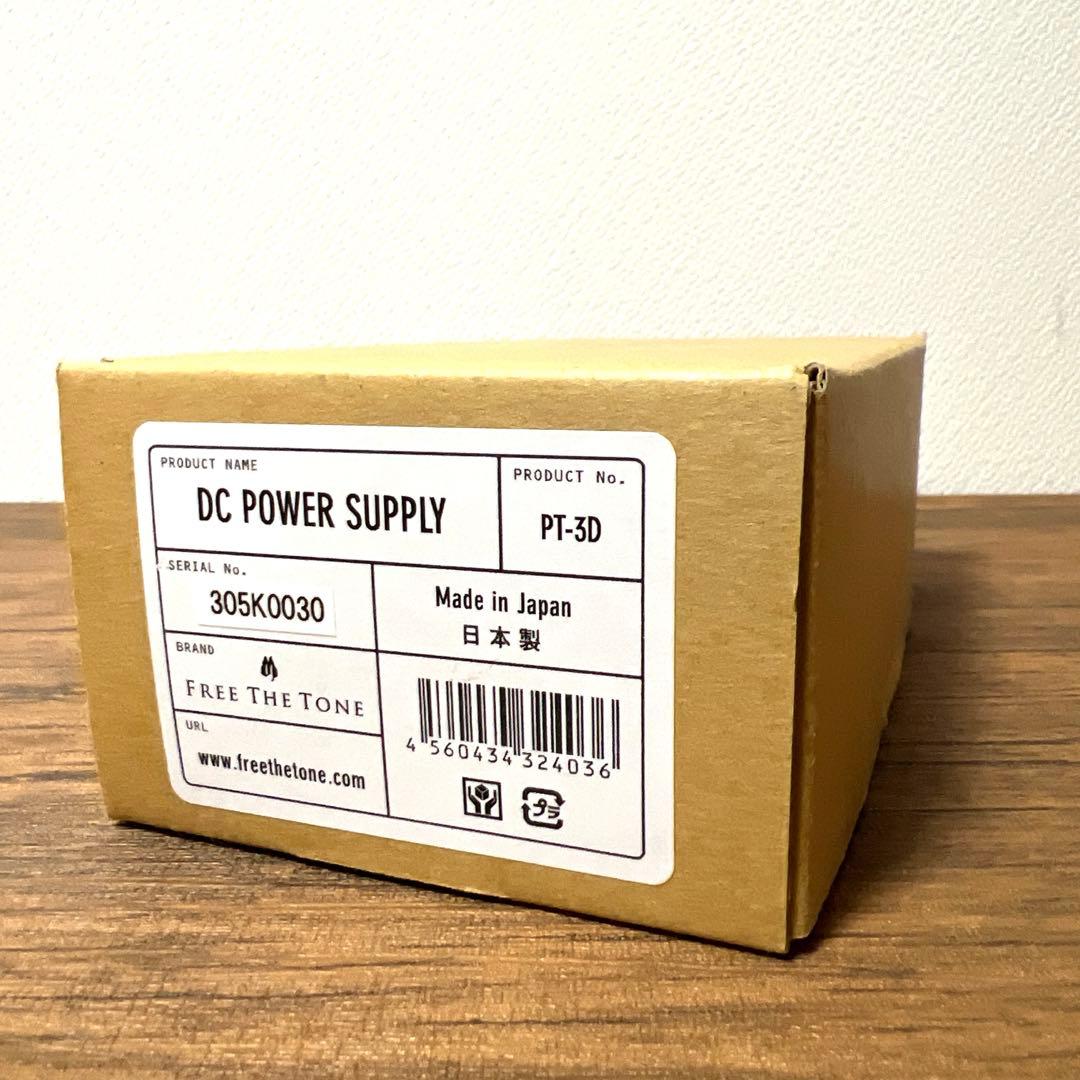 PRODUCT NAME
DC POWER SUPPLY
PRODUCT No.
PT-3D
SERIAL No.
305K0030
Made in Japan
日本製
BRAND
FREE THE TONE
URL
www.freethetone.com
4 560434 324036
プラ